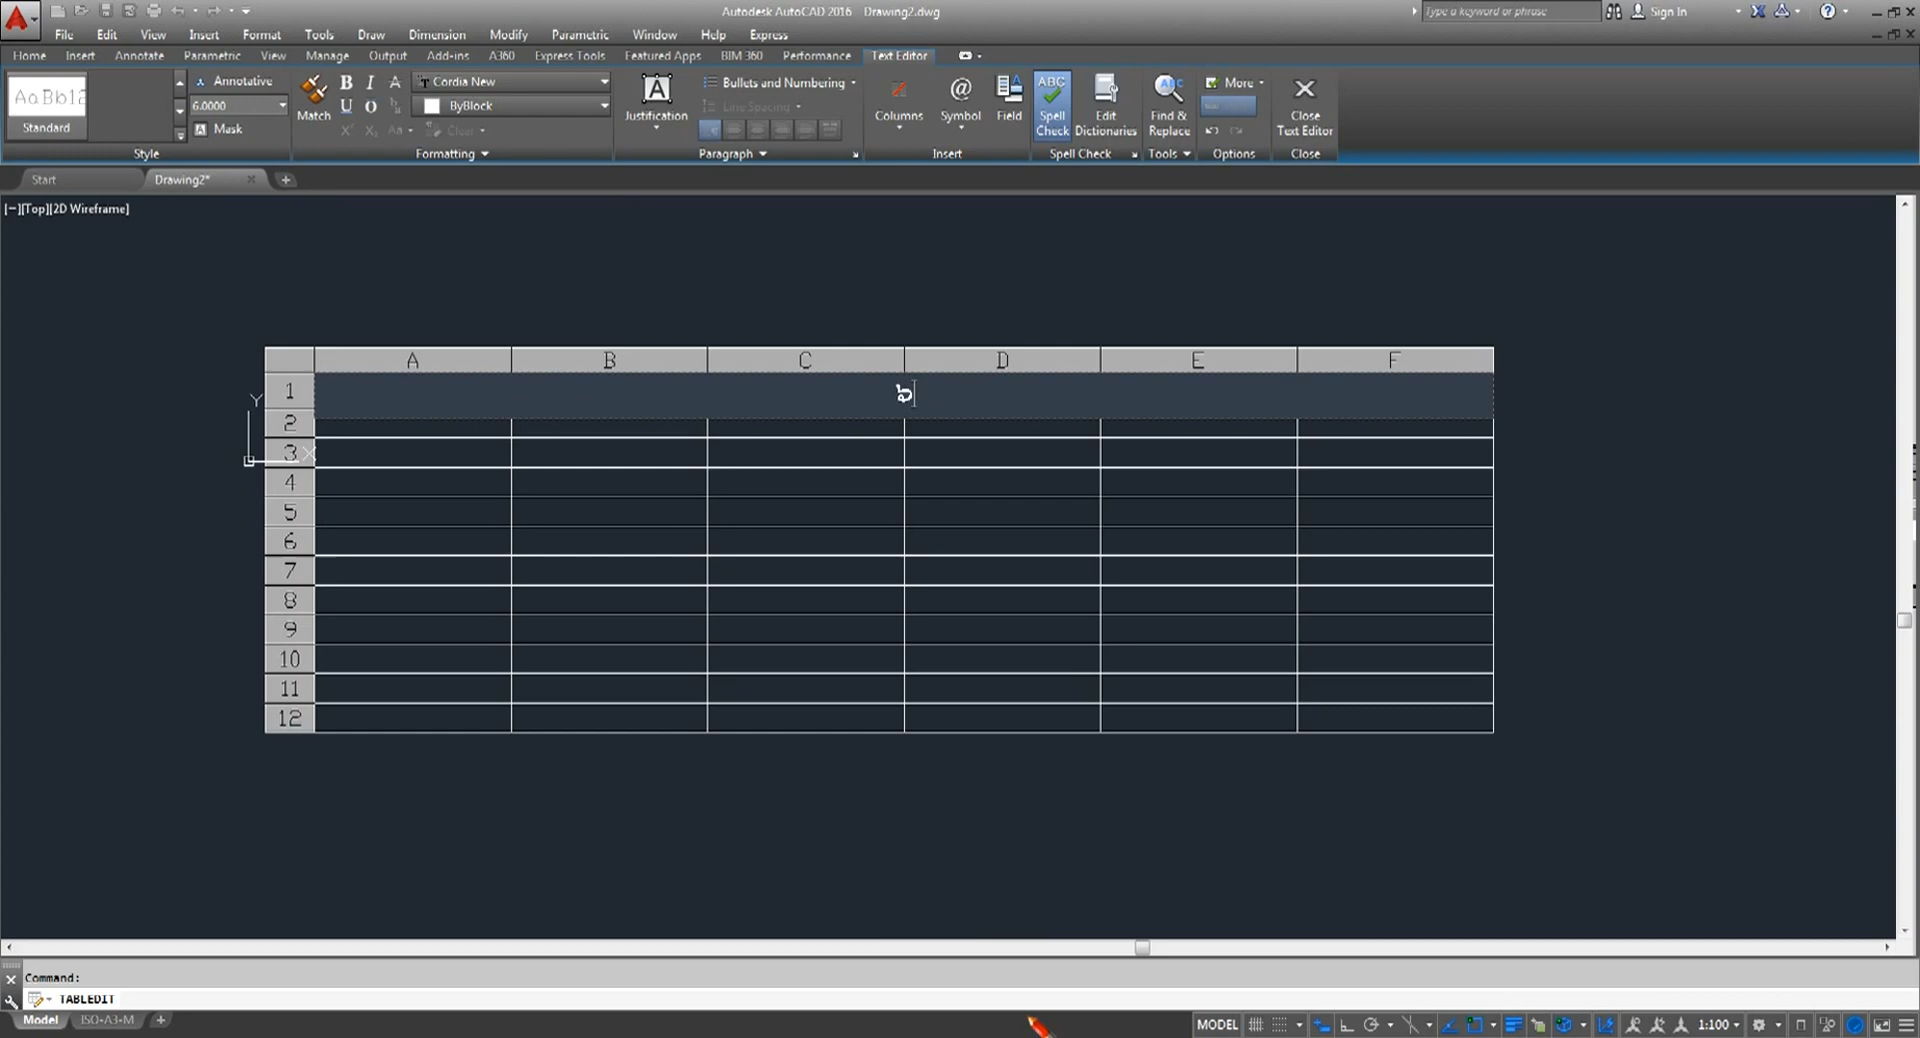 Autodesk AutoCAD 2016 Drawing2.dwg
Type a keyword or phrase
Sign In
File Edit View Insert Format Tools Draw Dimension Modify Parametric Window Help Express
Home Insert Annotate Parametric View Manage Output Add-ins A360 Express Tools Featured Apps BIM 360 Performance Text Editor
AaBb12
Standard
Annotative
6.0000
Mask
Style
Match
B I A
U O
Cordia New
ByBlock
Clear
Formatting
Justification
Bullets and Numbering
Line Spacing
Paragraph
Columns
@
Symbol
Field
Insert
ABC
Spell Check
Edit Dictionaries
Spell Check
Find & Replace
Tools
More
Options
Close Text Editor
Close
Start
Drawing2*
[−][Top][2D Wireframe]
A B C D E F
1
2
3
4
5
6
7
8
9
10
11
12
Y
X
Command:
TABLEDIT
Model ISO-A3-M
MODEL
1:100